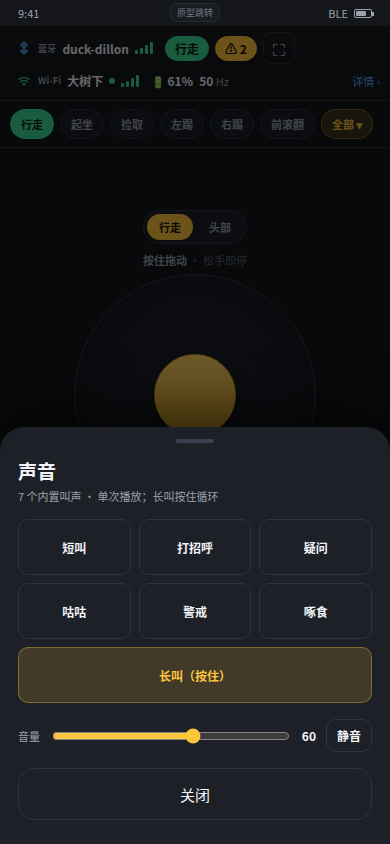 9:41 原型跳转 BLE
蓝牙 duck-dillon 行走 ⚠ 2
Wi-Fi 大树下 61% 50 Hz 详情 ›
行走 起坐 捡取 左踢 右踢 前滚翻 全部 ▾
行走 头部
按住拖动 · 松手即停
声音
7 个内置叫声 · 单次播放；长叫按住循环
短叫 打招呼 疑问
咕咕 警戒 啄食
长叫（按住）
音量 60 静音
关闭